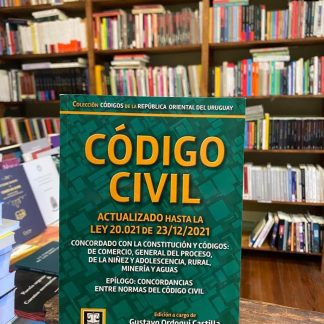 COLECCIÓN CÓDIGOS DE LA REPÚBLICA ORIENTAL DEL URUGUAY
CÓDIGO
CIVIL
ACTUALIZADO HASTA LA
LEY 20.021 DE 23/12/2021
CONCORDADO CON LA CONSTITUCIÓN Y CÓDIGOS:
DE COMERCIO, GENERAL DEL PROCESO,
DE LA NIÑEZ Y ADOLESCENCIA, RURAL,
MINERÍA Y AGUAS
EPÍLOGO: CONCORDANCIAS
ENTRE NORMAS DEL CÓDIGO CIVIL
Edición a cargo de
Gustavo Ordoqui Castilla